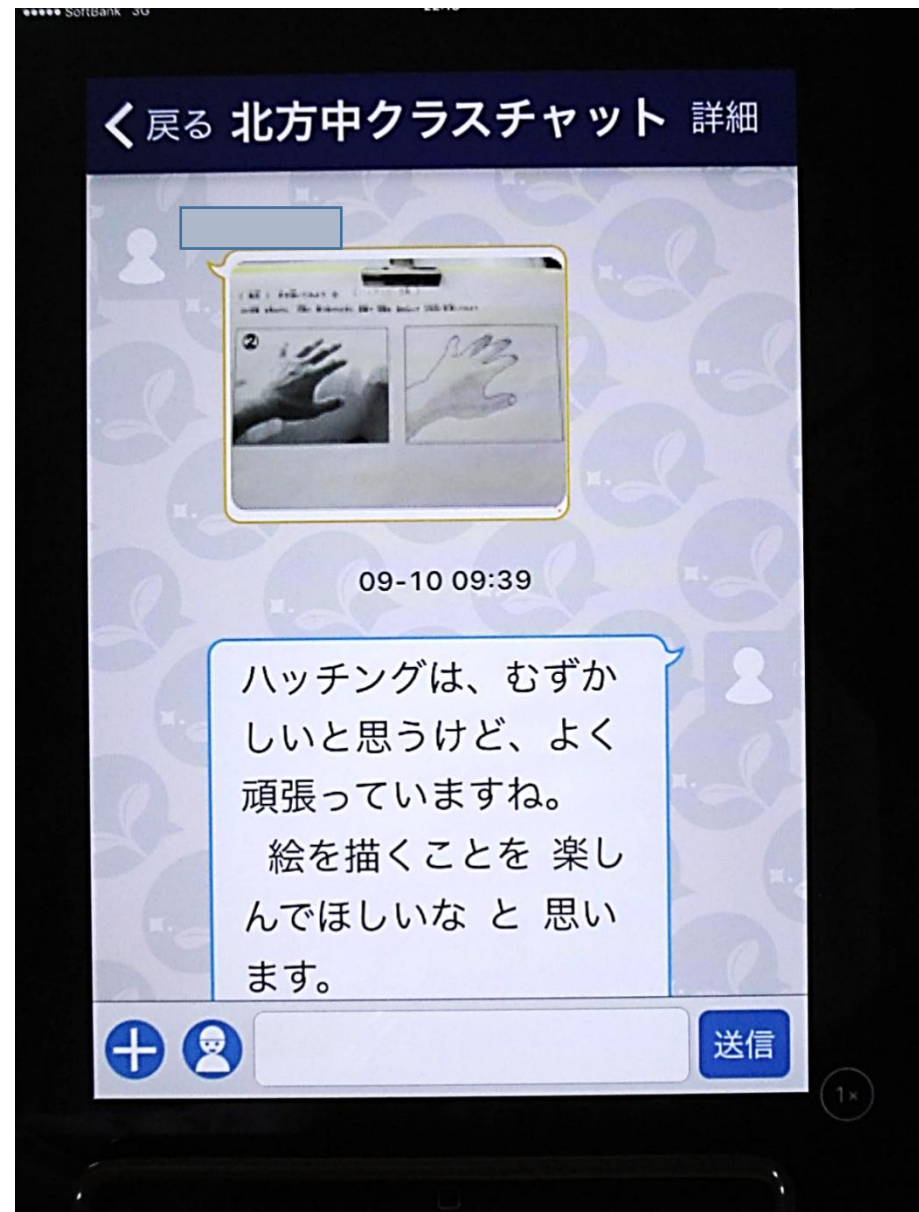 SoftBank 3G
戻る 北方中クラスチャット 詳細
②
09-10 09:39
ハッチングは、むずか
しいと思うけど、よく
頑張っていますね。
絵を描くことを 楽し
んでほしいな と 思い
ます。
送信
1×